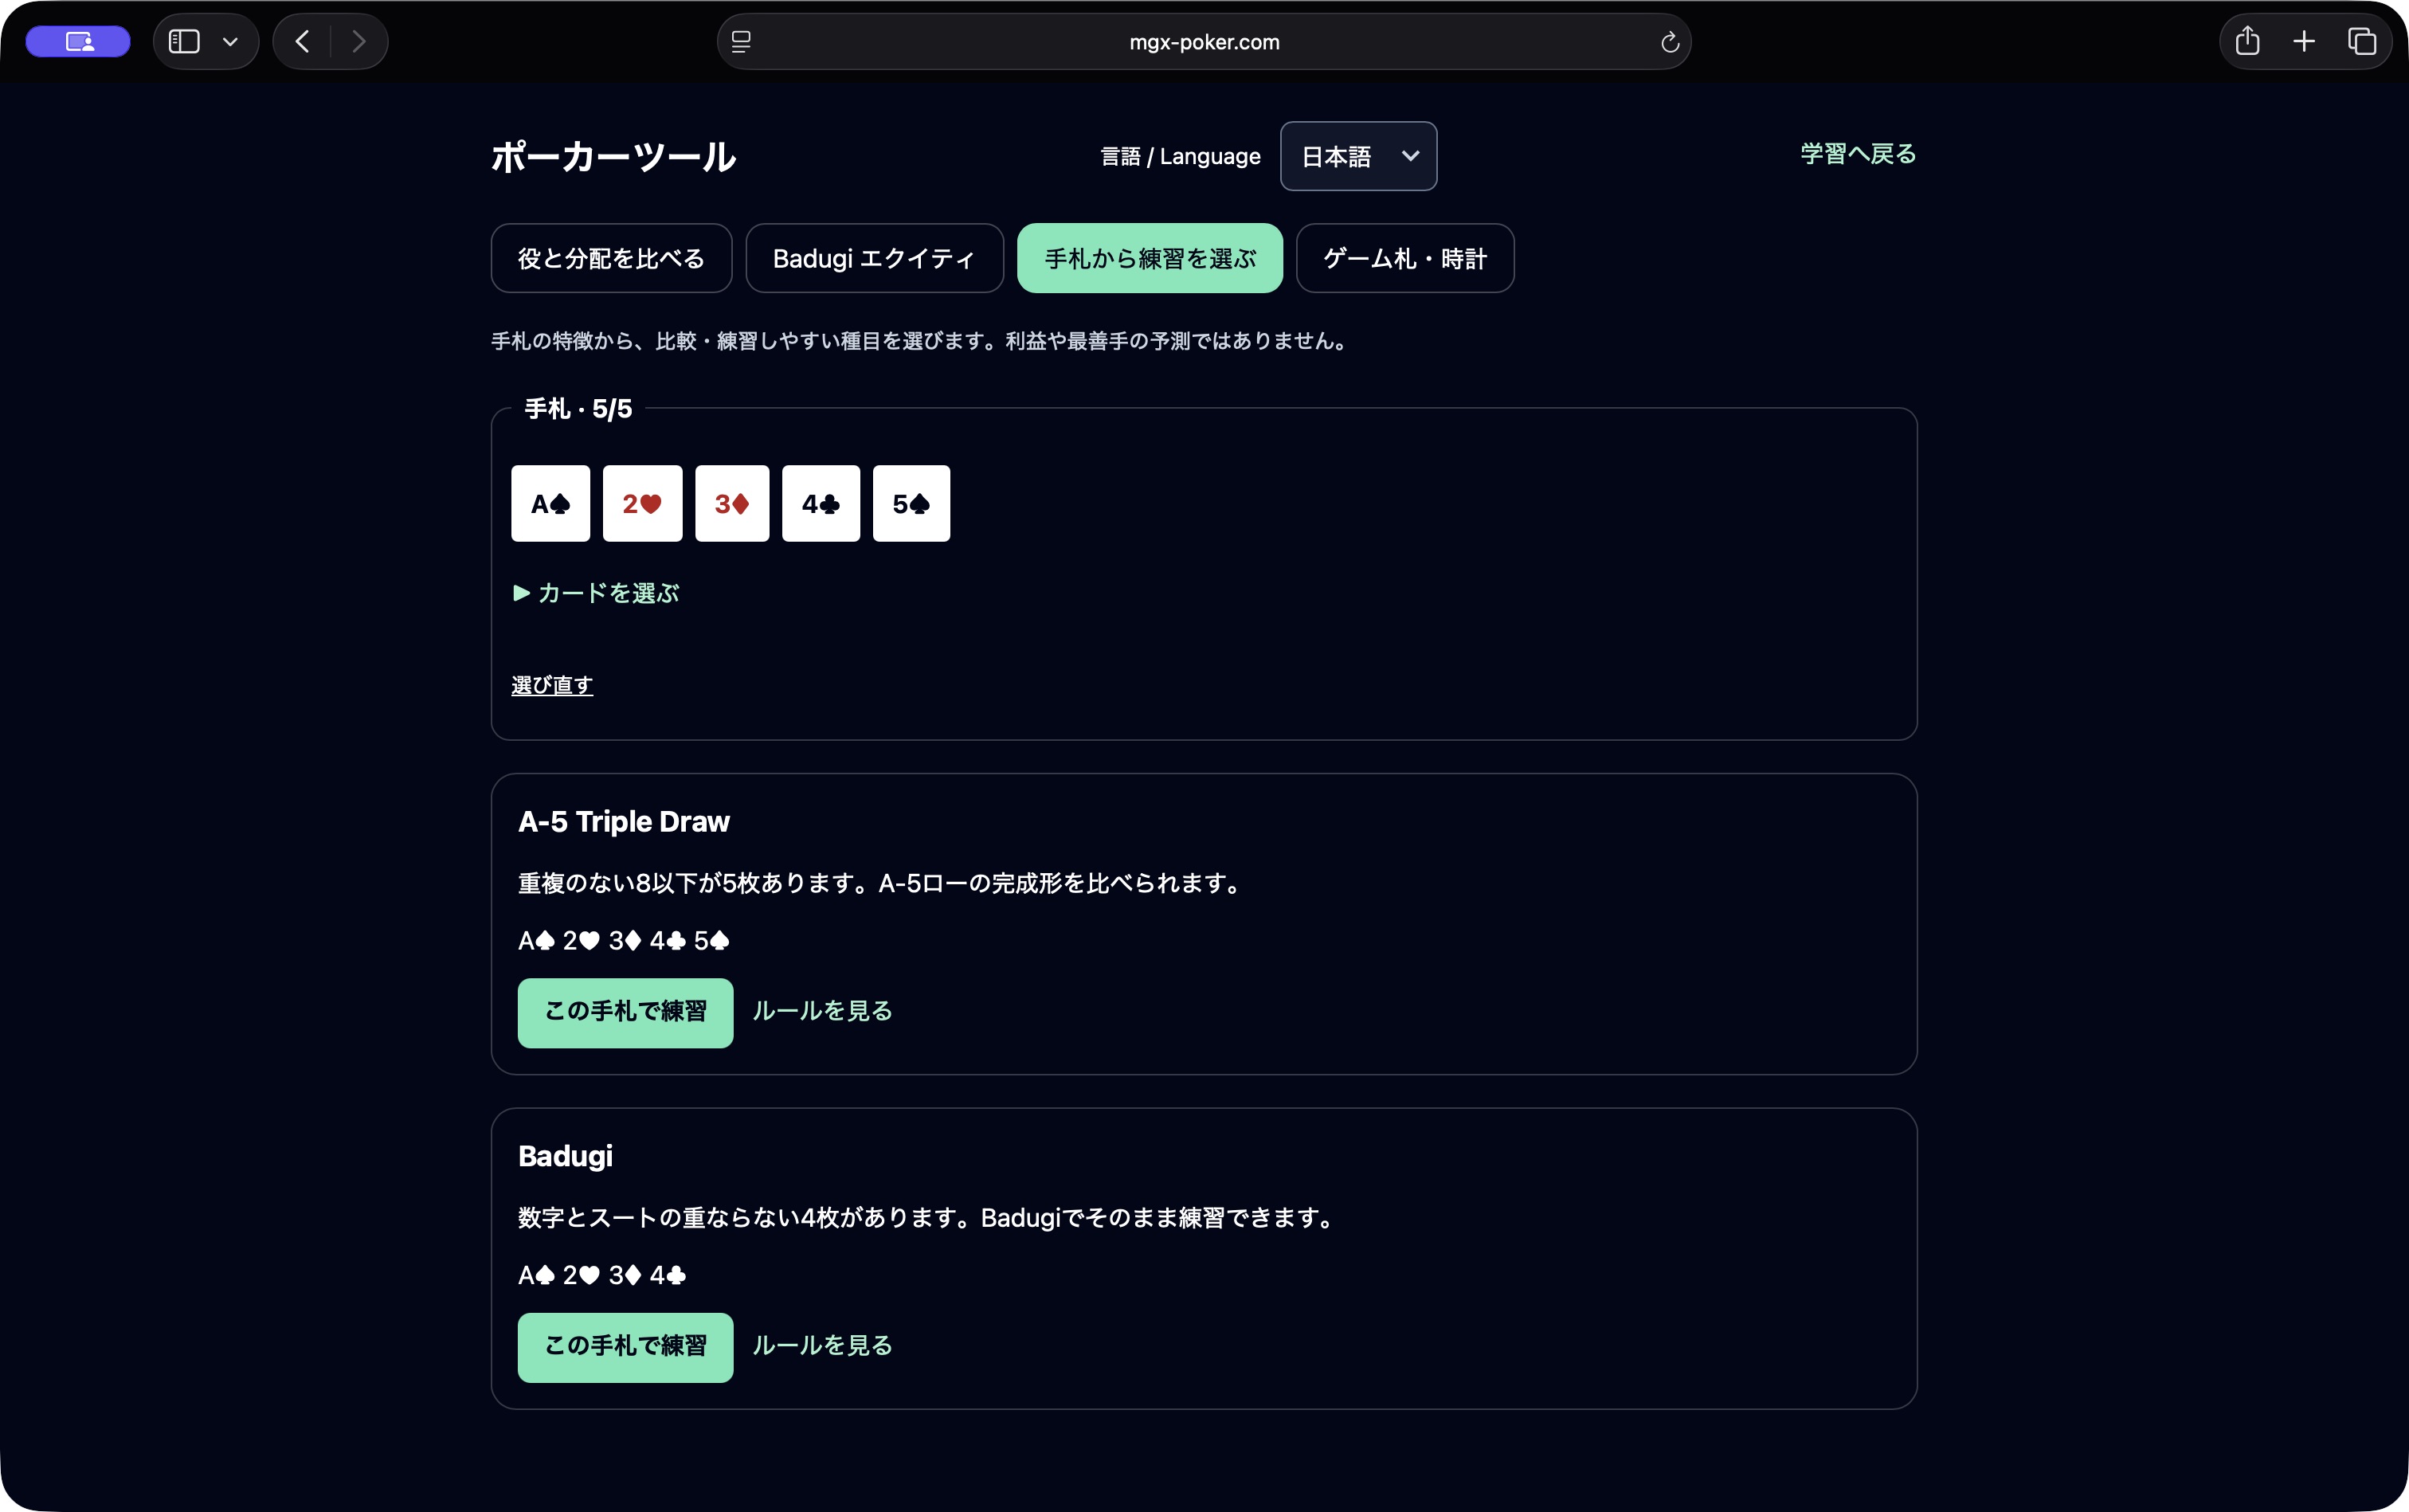 mgx-poker.com
ポーカーツール
言語 / Language
日本語
学習へ戻る
役と分配を比べる
Badugi エクイティ
手札から練習を選ぶ
ゲーム札・時計
手札の特徴から、比較・練習しやすい種目を選びます。利益や最善手の予測ではありません。
手札 · 5/5
A♠ 2♥ 3♦ 4♣ 5♠
▶ カードを選ぶ
選び直す
A-5 Triple Draw
重複のない8以下が5枚あります。A-5ローの完成形を比べられます。
A♠ 2♥ 3♦ 4♣ 5♠
この手札で練習 ルールを見る
Badugi
数字とスートの重ならない4枚があります。Badugiでそのまま練習できます。
A♠ 2♥ 3♦ 4♣
この手札で練習 ルールを見る